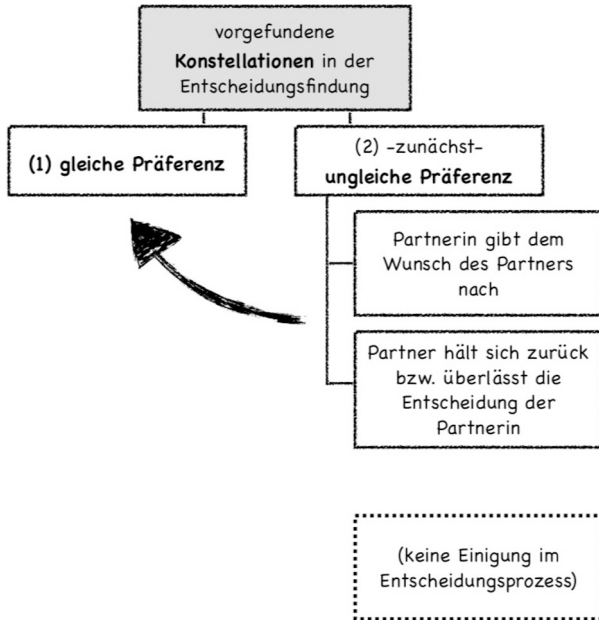 vorgefundene
Konstellationen in der
Entscheidungsfindung
(1) gleiche Präferenz
(2) -zunächst-
ungleiche Präferenz
Partnerin gibt dem
Wunsch des Partners
nach
Partner hält sich zurück
bzw. überlässt die
Entscheidung der
Partnerin
(keine Einigung im
Entscheidungsprozess)